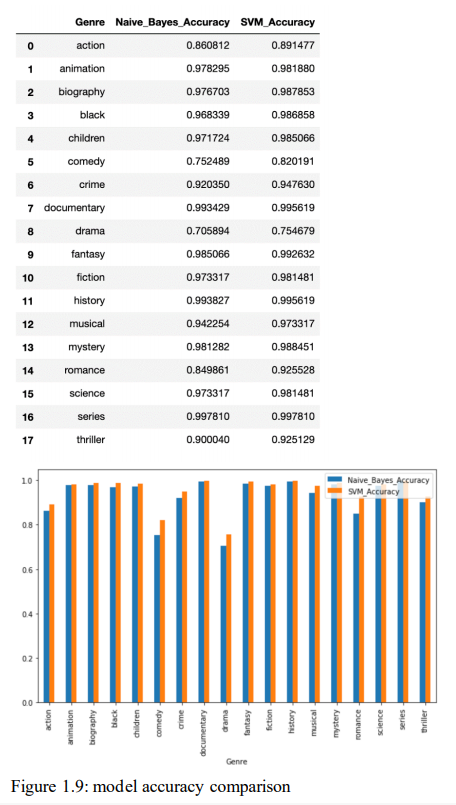 Genre Naive_Bayes_Accuracy SVM_Accuracy
0 action 0.860812 0.891477
1 animation 0.978295 0.981880
2 biography 0.976703 0.987853
3 black 0.968339 0.986858
4 children 0.971724 0.985066
5 comedy 0.752489 0.820191
6 crime 0.920350 0.947630
7 documentary 0.993429 0.995619
8 drama 0.705894 0.754679
9 fantasy 0.985066 0.992632
10 fiction 0.973317 0.981481
11 history 0.993827 0.995619
12 musical 0.942254 0.973317
13 mystery 0.981282 0.988451
14 romance 0.849861 0.925528
15 science 0.973317 0.981481
16 series 0.997810 0.997810
17 thriller 0.900040 0.925129
Naive_Bayes_Accuracy
SVM_Accuracy
1.0
0.8
0.6
0.4
0.2
0.0
action
animation
biography
black
children
comedy
crime
documentary
drama
fantasy
fiction
history
musical
mystery
romance
science
series
thriller
Genre
Figure 1.9: model accuracy comparison